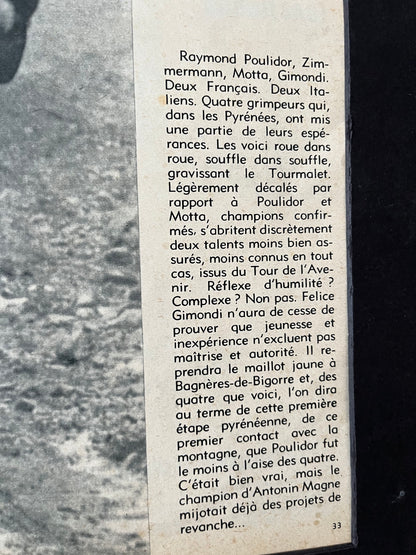 Raymond Poulidor, Zim-
mermann, Motta, Gimondi.
Deux Français. Deux Ita-
liens. Quatre grimpeurs qui,
dans les Pyrénées, ont mis
une partie de leurs espé-
rances. Les voici roue dans
roue, souffle dans souffle,
gravissant le Tourmalet.
Légèrement décalés par
rapport à Poulidor et
Motta, champions confir-
més, s'abritent discrètement
deux talents moins bien as-
surés, moins connus en tout
cas, issus du Tour de l'Ave-
nir. Réflexe d'humilité ?
Complexe ? Non pas. Felice
Gimondi n'aura de cesse de
prouver que jeunesse et
inexpérience n'excluent pas
maîtrise et autorité. Il re-
prendra le maillot jaune à
Bagnères-de-Bigorre et, des
quatre que voici, l'on dira
au terme de cette première
étape pyrénéenne, de ce
premier contact avec la
montagne, que Poulidor fut
le moins à l'aise des quatre.
C'était bien vrai, mais le
champion d'Antonin Magne
mijotait déjà des projets de
revanche...
33